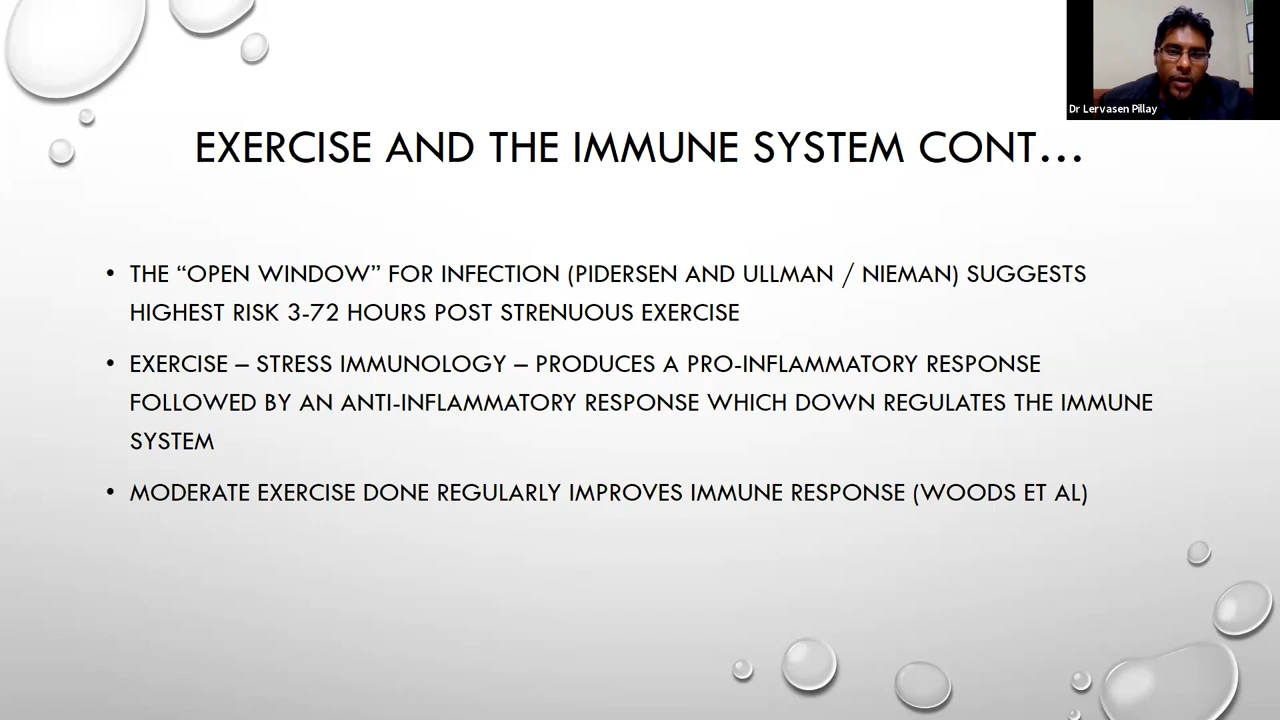 Dr Lervasen Pillay
EXERCISE AND THE IMMUNE SYSTEM CONT...
• THE “OPEN WINDOW” FOR INFECTION (PIDERSEN AND ULLMAN / NIEMAN) SUGGESTS
HIGHEST RISK 3-72 HOURS POST STRENUOUS EXERCISE
• EXERCISE – STRESS IMMUNOLOGY – PRODUCES A PRO-INFLAMMATORY RESPONSE
FOLLOWED BY AN ANTI-INFLAMMATORY RESPONSE WHICH DOWN REGULATES THE IMMUNE
SYSTEM
• MODERATE EXERCISE DONE REGULARLY IMPROVES IMMUNE RESPONSE (WOODS ET AL)